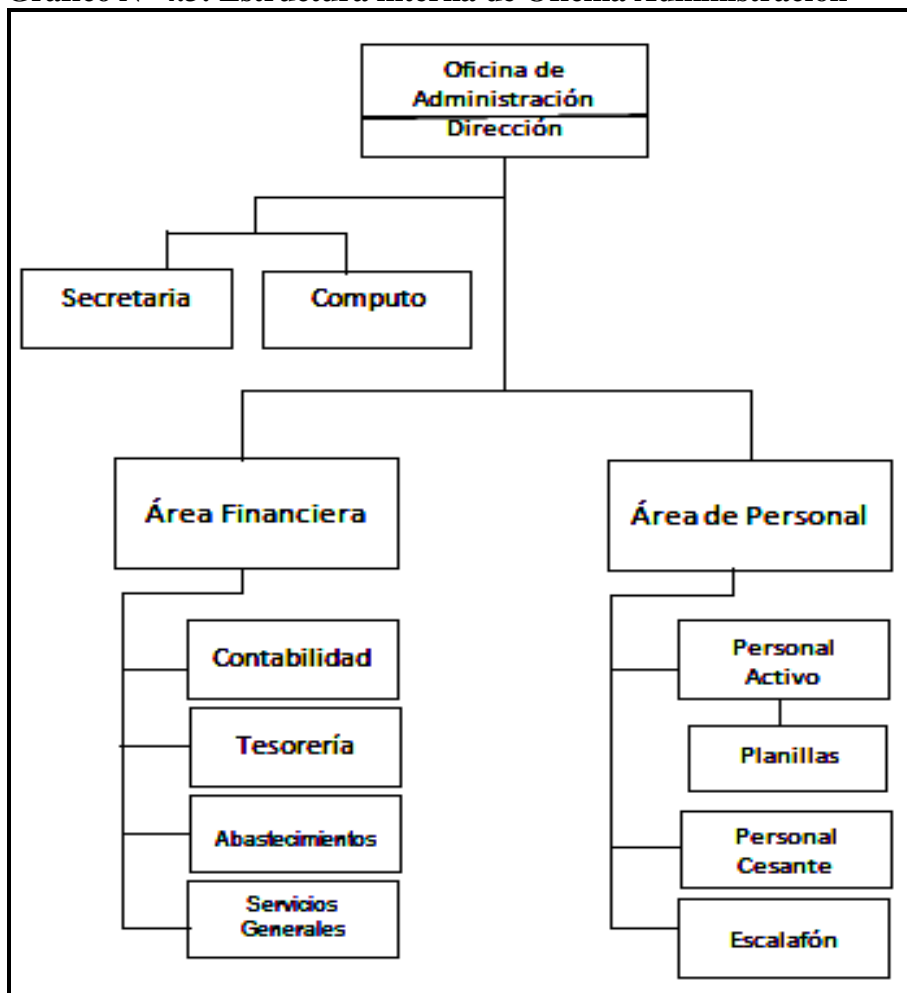 Oficina de
Administración
Dirección
Secretaria
Computo
Área Financiera
Área de Personal
Contabilidad
Tesorería
Abastecimientos
Servicios
Generales
Personal
Activo
Planillas
Personal
Cesante
Escalafón